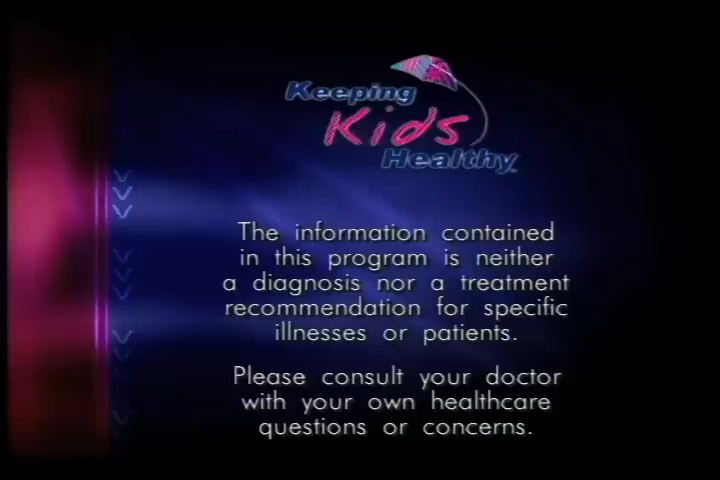 Keeping
Kids
Healthy
The information contained
in this program is neither
a diagnosis nor a treatment
recommendation for specific
illnesses or patients.
Please consult your doctor
with your own healthcare
questions or concerns.